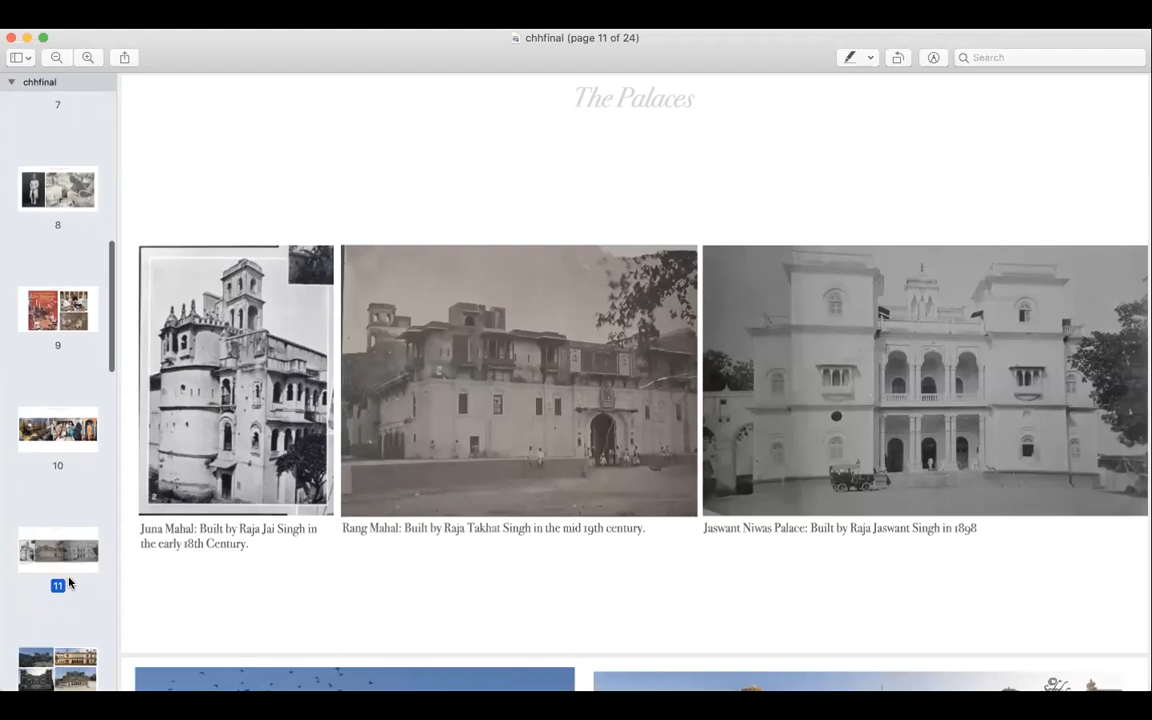 chhfinal (page 11 of 24)
Search
chhfinal
7
8
9
10
11
The Palaces
2
Juna Mahal: Built by Raja Jai Singh in
the early 18th Century.
Rang Mahal: Built by Raja Takhat Singh in the mid 19th century.
Jaswant Niwas Palace: Built by Raja Jaswant Singh in 1898